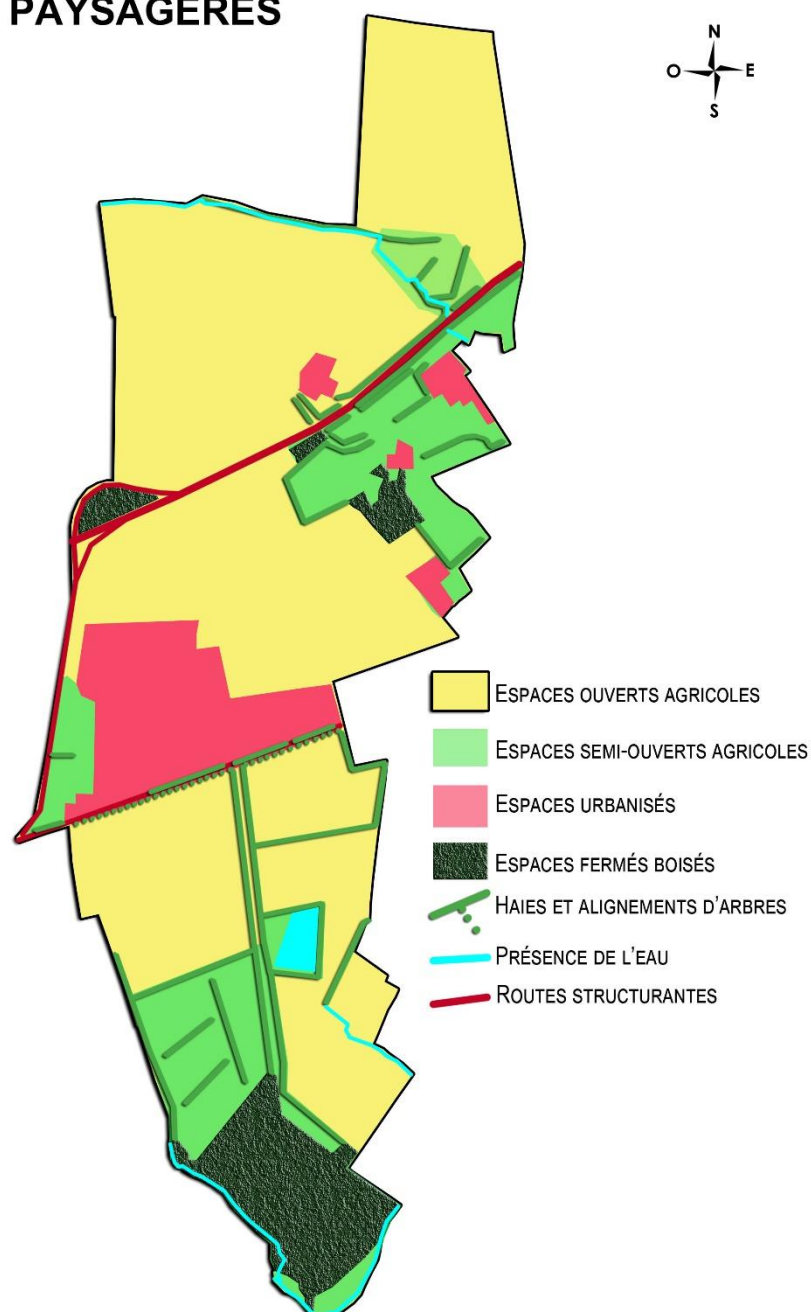 PAYSAGERES
N
O E
S
ESPACES OUVERTS AGRICOLES
ESPACES SEMI-OUVERTS AGRICOLES
ESPACES URBANISÉS
ESPACES FERMÉS BOISÉS
HAIES ET ALIGNEMENTS D'ARBRES
PRÉSENCE DE L'EAU
ROUTES STRUCTURANTES